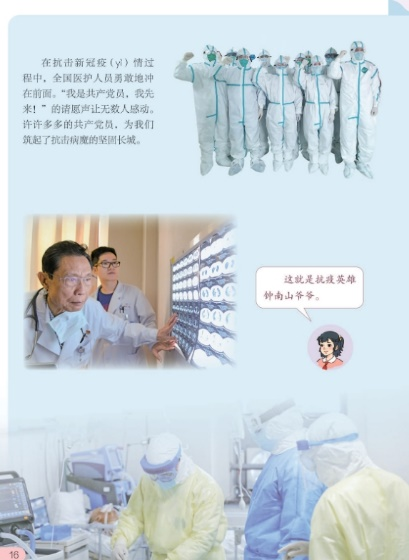 在抗击新冠疫(yì)情过
程中，全国医护人员勇敢地冲
在前面。“我是共产党员，我先
来！”的请愿声让无数人感动。
许许多多的共产党员，为我们
筑起了抗击病魔的坚固长城。
这就是抗疫英雄
钟南山爷爷。
16